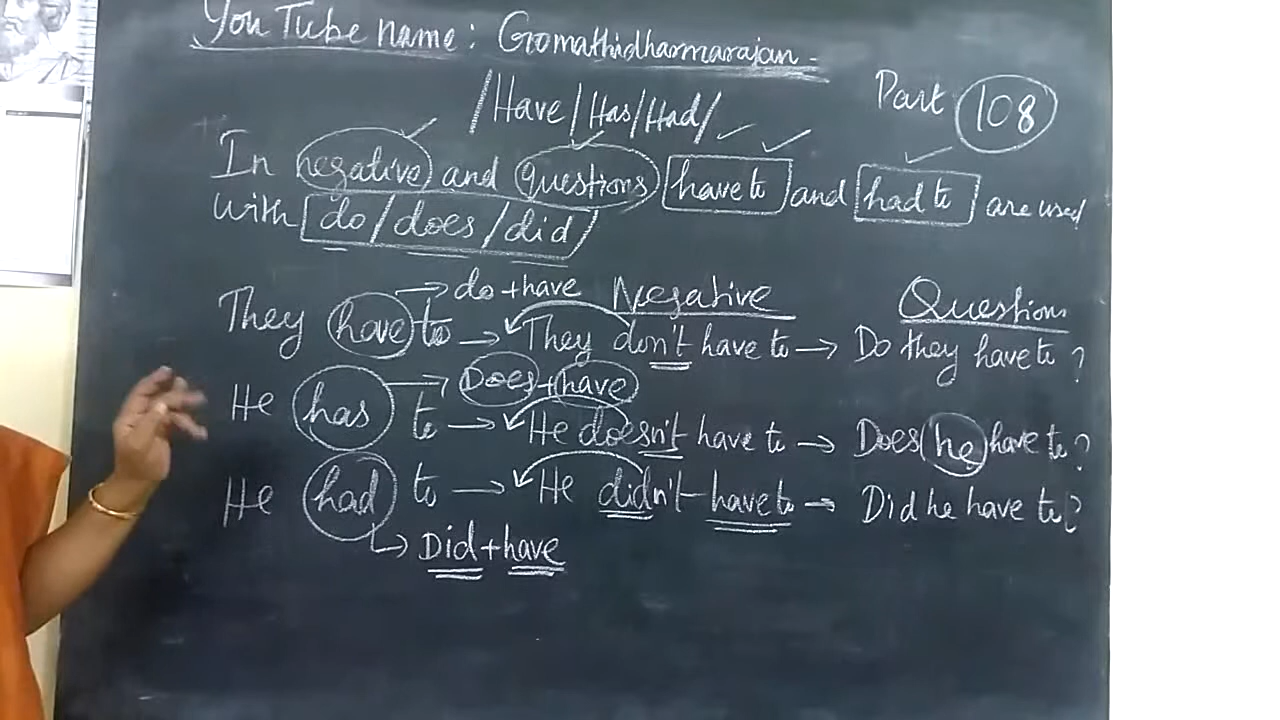 YouTube name: Gomathidharmarajan
/Have/Has/Had/
Part 108
In negative and questions have to and had to are used
with do/does/did/
do+have Negative Questions
They have to → They don't have to → Do they have to?
Does+have
He has to → He doesn't have to → Does he have to?
He had to → He didn't have to → Did he have to?
Did+have